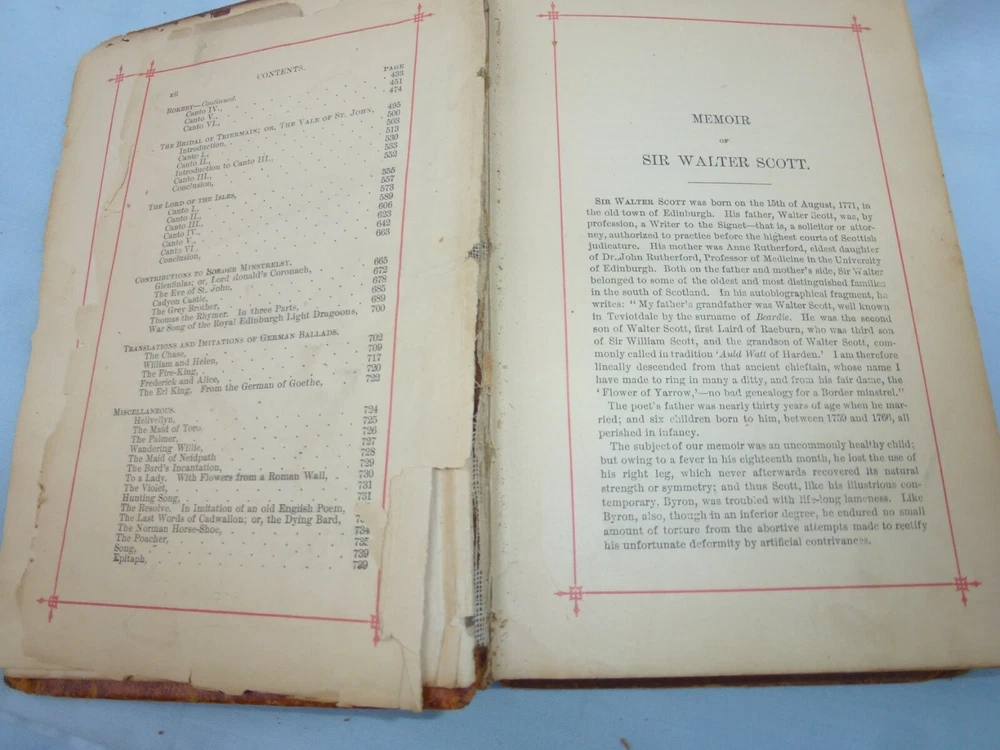 xii
CONTENTS.
PAGE
ROKEBY—Continued.
Canto IV., 433
Canto V., 451
Canto VI., 474
THE BRIDAL OF TRIERMAIN; OR, THE VALE OF ST. JOHN,
Introduction, 495
Canto I., 500
Canto II., 503
Introduction to Canto III., 513
Canto III., 530
Conclusion, 533
552
THE LORD OF THE ISLES,
Canto I., 555
Canto II., 557
Canto III., 573
Canto IV., 589
Canto V., 606
Canto VI., 623
Conclusion, 642
663
CONTRIBUTIONS TO BORDER MINSTRELSY.
Glenfinlas; or, Lord Ronald's Coronach, 665
The Eve of St. John, 672
Cadyow Castle, 678
The Grey Brother, 685
Thomas the Rhymer. In three Parts, 689
War Song of the Royal Edinburgh Light Dragoons, 700
TRANSLATIONS AND IMITATIONS OF GERMAN BALLADS.
The Chase, 702
William and Helen, 709
The Fire-King, 717
Frederick and Alice, 720
The Erl King. From the German of Goethe, 722
MISCELLANEOUS.
Hellvellyn, 724
The Maid of Toro 725
The Palmer, 726
Wandering Willie, 727
The Maid of Neidpath 728
The Bard's Incantation, 729
To a Lady. With Flowers from a Roman Wall, 730
The Violet, 731
Hunting Song, 731
The Resolve. In Imitation of an old English Poem,
The Last Words of Cadwallon; or, the Dying Bard,
The Norman Horse-Shoe, 734
The Poacher, 735
Song, 739
Epitaph, 739
MEMOIR
OF
SIR WALTER SCOTT.
SIR WALTER SCOTT was born on the 15th of August, 1771, in
the old town of Edinburgh. His father, Walter Scott, was, by
profession, a Writer to the Signet—that is, a solicitor or attor-
ney, authorized to practice before the highest courts of Scottish
judicature. His mother was Anne Rutherford, eldest daughter
of Dr. John Rutherford, Professor of Medicine in the University
of Edinburgh. Both on the father and mother's side, Sir Walter
belonged to some of the oldest and most distinguished families
in the south of Scotland. In his autobiographical fragment, he
writes: "My father's grandfather was Walter Scott, well known
in Teviotdale by the surname of Beardie. He was the second
son of Walter Scott, first Laird of Raeburn, who was third son
of Sir William Scott, and the grandson of Walter Scott, com-
monly called in tradition 'Auld Watt of Harden.' I am therefore
lineally descended from that ancient chieftain, whose name I
have made to ring in many a ditty, and from his fair dame, the
'Flower of Yarrow,'—no bad genealogy for a Border minstrel."
The poet's father was nearly thirty years of age when he mar-
ried; and six children born to him, between 1759 and 1766, all
perished in infancy.
The subject of our memoir was an uncommonly healthy child;
but owing to a fever in his eighteenth month, he lost the use of
his right leg, which never afterwards recovered its natural
strength or symmetry; and thus Scott, like his illustrious con-
temporary, Byron, was troubled with life-long lameness. Like
Byron, also, though in an inferior degree, he endured no small
amount of torture from the abortive attempts made to rectify
his unfortunate deformity by artificial contrivances.